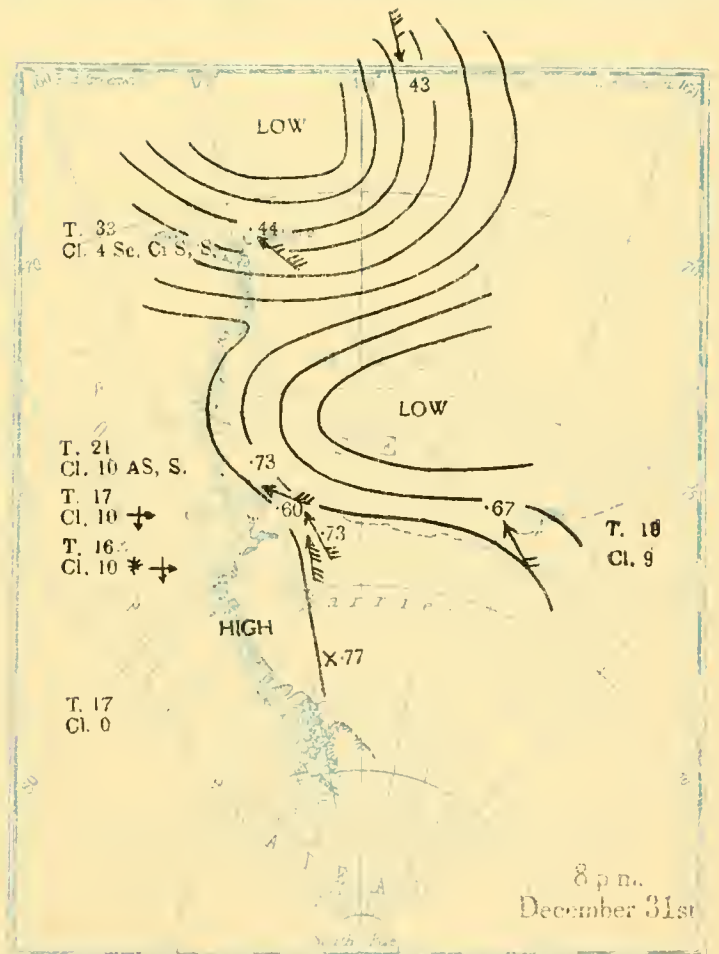 43
LOW
T. 33
.44
Cl. 4 Sc, Ci S, S.
70
LOW
T. 21
.73
Cl. 10 AS, S.
T. 17
.60
.67
Cl. 10
.73
T. 18
T. 16
Cl. 9
Cl. 10
HIGH
×.77
T. 17
Cl. 0
8 p m.
December 31st